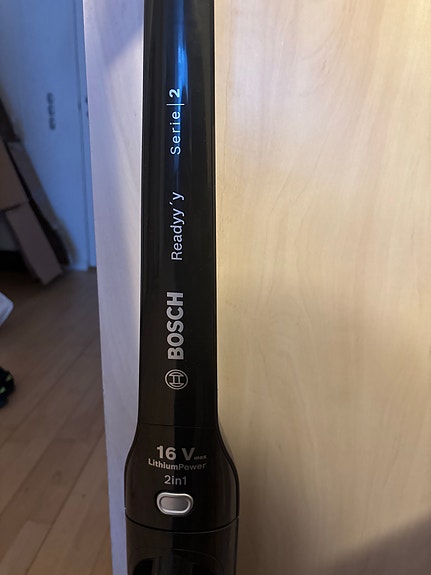 BOSCH Readyy´y Serie|2
16 Vmax
LithiumPower
2in1